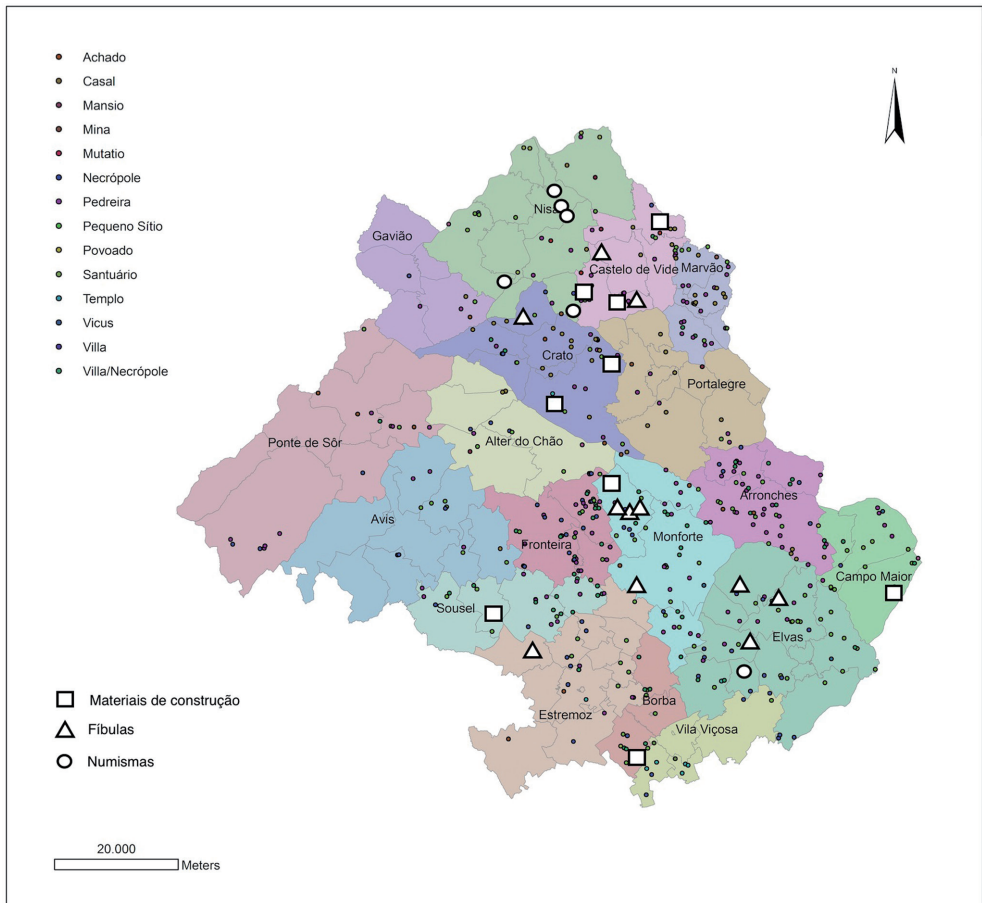 N
Achado
Casal
Mansio
Mina
Mutatio
Necrópole
Pedreira
Pequeno Sítio
Povoado
Santuário
Templo
Vicus
Villa
Villa/Necrópole
Nisa
Gavião
Castelo de Vide
Marvão
Crato
Portalegre
Ponte de Sôr
Alter do Chão
Arronches
Avis
Fronteira
Monforte
Campo Maior
Sousel
Elvas
Borba
Estremoz
Vila Viçosa
Materiais de construção
Fíbulas
Numismas
20.000
Meters